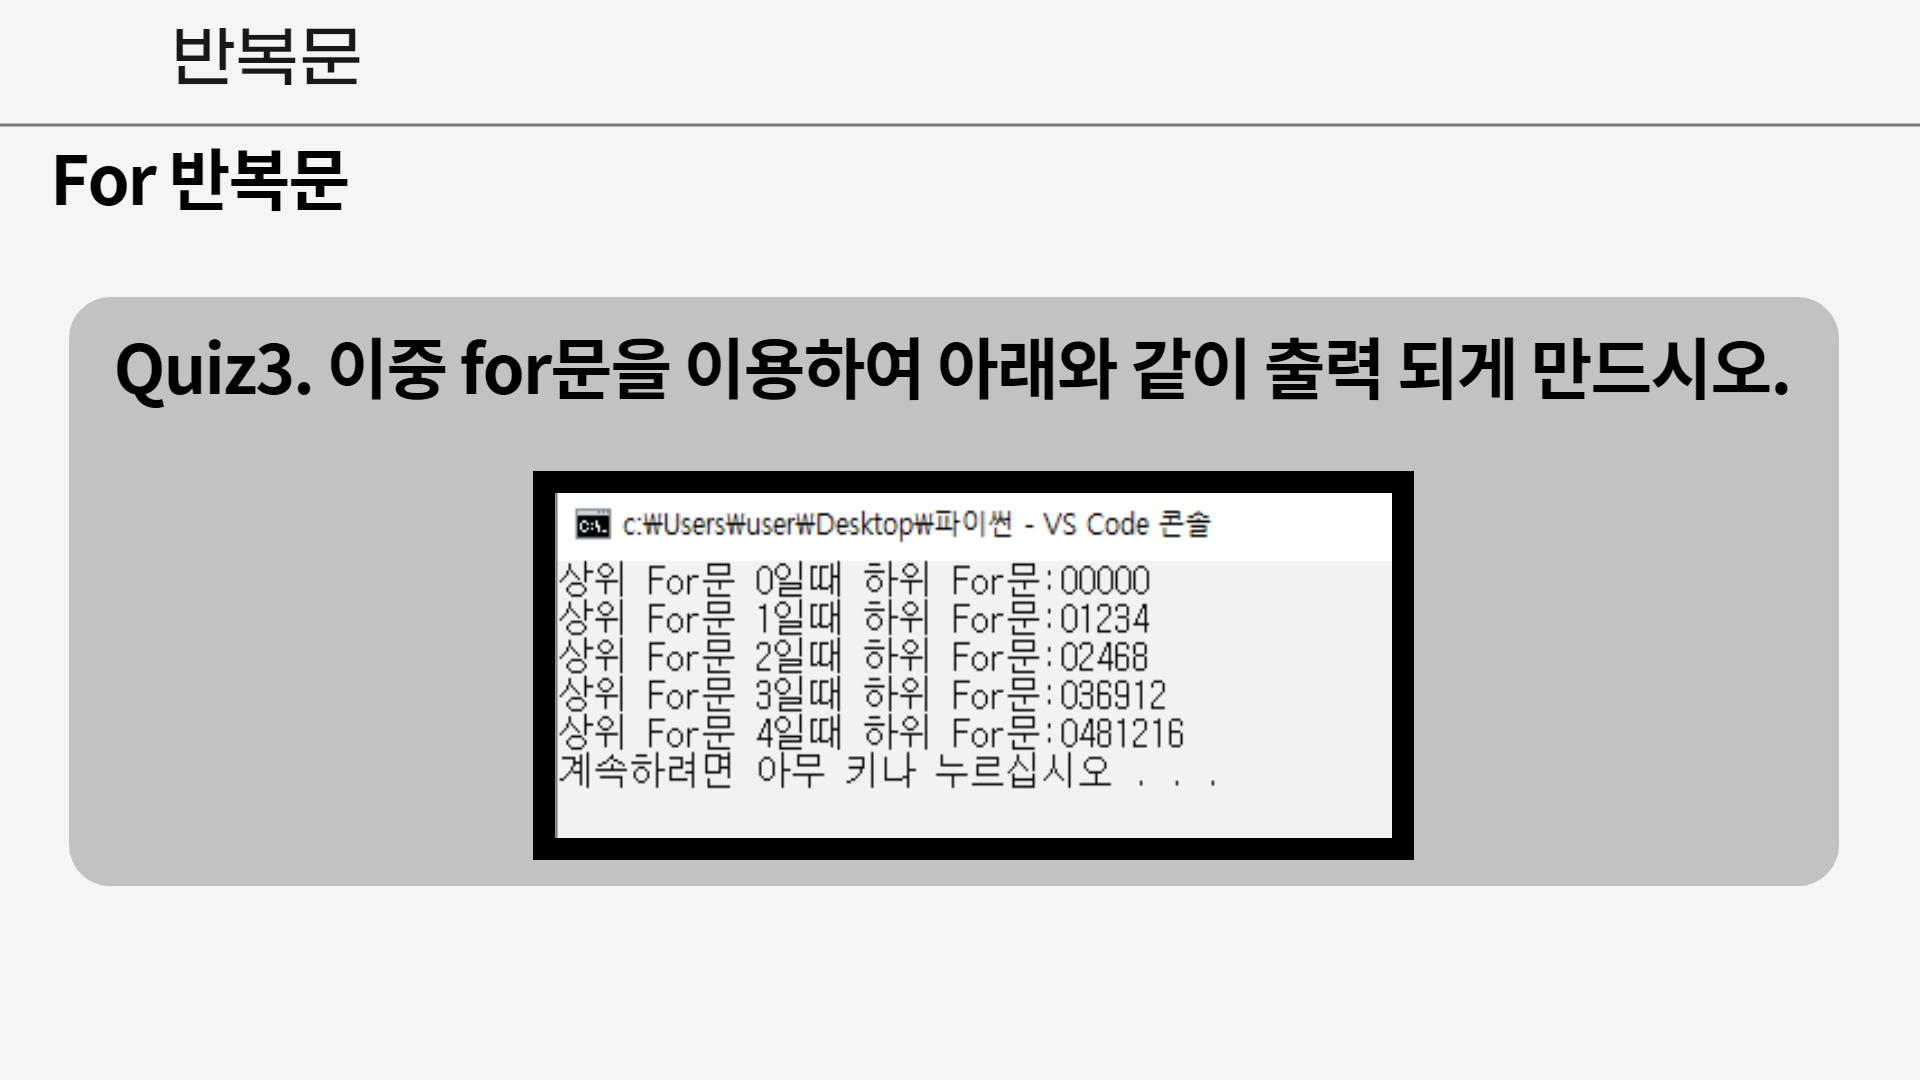 반복문
For 반복문
Quiz3. 이중 for문을 이용하여 아래와 같이 출력 되게 만드시오.
c:₩Users₩user₩Desktop₩파이썬 - VS Code 콘솔
상위 For문 0일때 하위 For문:00000
상위 For문 1일때 하위 For문:01234
상위 For문 2일때 하위 For문:02468
상위 For문 3일때 하위 For문:036912
상위 For문 4일때 하위 For문:0481216
계속하려면 아무 키나 누르십시오 . . .